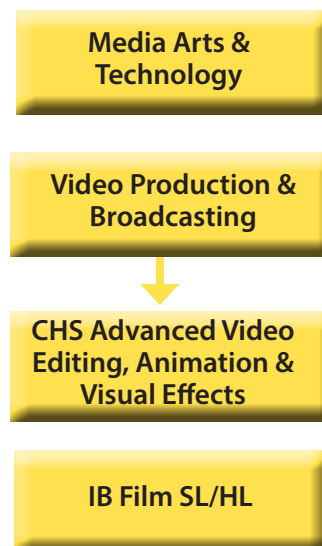 Media Arts &
Technology
Video Production &
Broadcasting
CHS Advanced Video
Editing, Animation &
Visual Effects
IB Film SL/HL